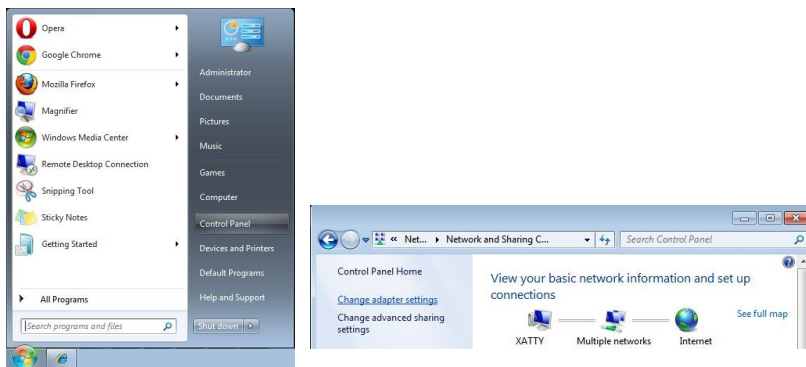 Opera
Google Chrome
Mozilla Firefox
Magnifier
Windows Media Center
Remote Desktop Connection
Snipping Tool
Sticky Notes
Getting Started
All Programs
Search programs and files
Administrator
Documents
Pictures
Music
Games
Computer
Control Panel
Devices and Printers
Default Programs
Help and Support
Shut down
« Net... Network and Sharing C...
Search Control Panel
Control Panel Home
Change adapter settings
Change advanced sharing
settings
View your basic network information and set up
connections
See full map
XATTY Multiple networks Internet